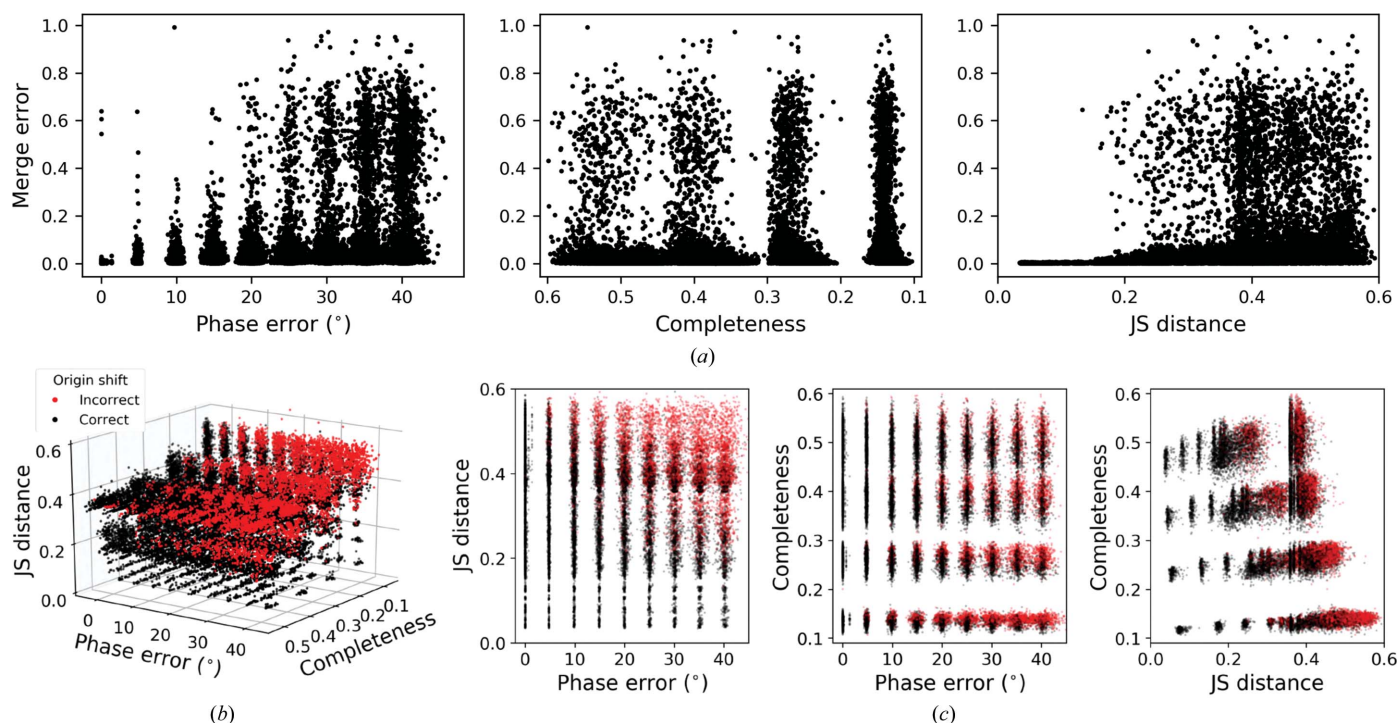 1.0
0.8
0.6
0.4
0.2
0.0
Merge error
0 10 20 30 40
Phase error (°)
0.6 0.5 0.4 0.3 0.2 0.1
Completeness
0.0 0.2 0.4 0.6
JS distance
(a)
Origin shift
Incorrect
Correct
0.6
0.4
0.2
0.0
JS distance
0 10 20 30 40
Phase error (°)
0.5 0.4 0.3 0.2 0.1
Completeness
(b)
0.6
0.4
0.2
0.0
JS distance
0 10 20 30 40
Phase error (°)
0.6
0.5
0.4
0.3
0.2
0.1
Completeness
0 10 20 30 40
Phase error (°)
0.6
0.5
0.4
0.3
0.2
0.1
Completeness
0.0 0.2 0.4 0.6
JS distance
(c)